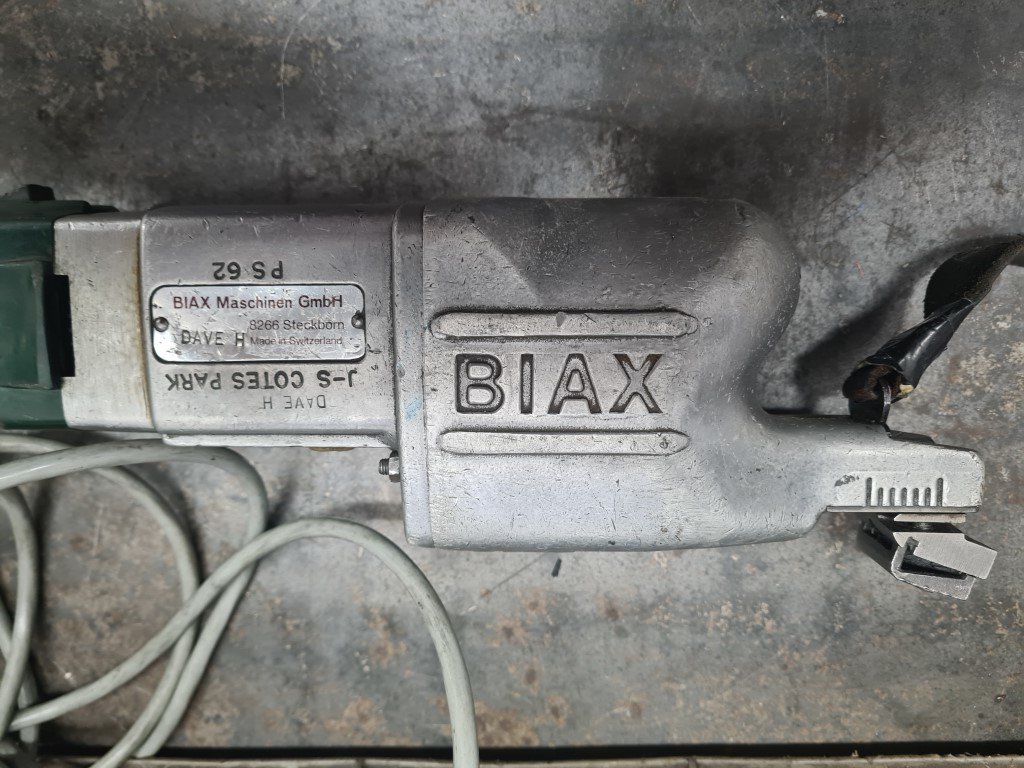 PS 62
BIAX Maschinen GmbH
8266 Steckborn
DAVE H Made in Switzerland
J-S COTES PARK
DAVE H
BIAX